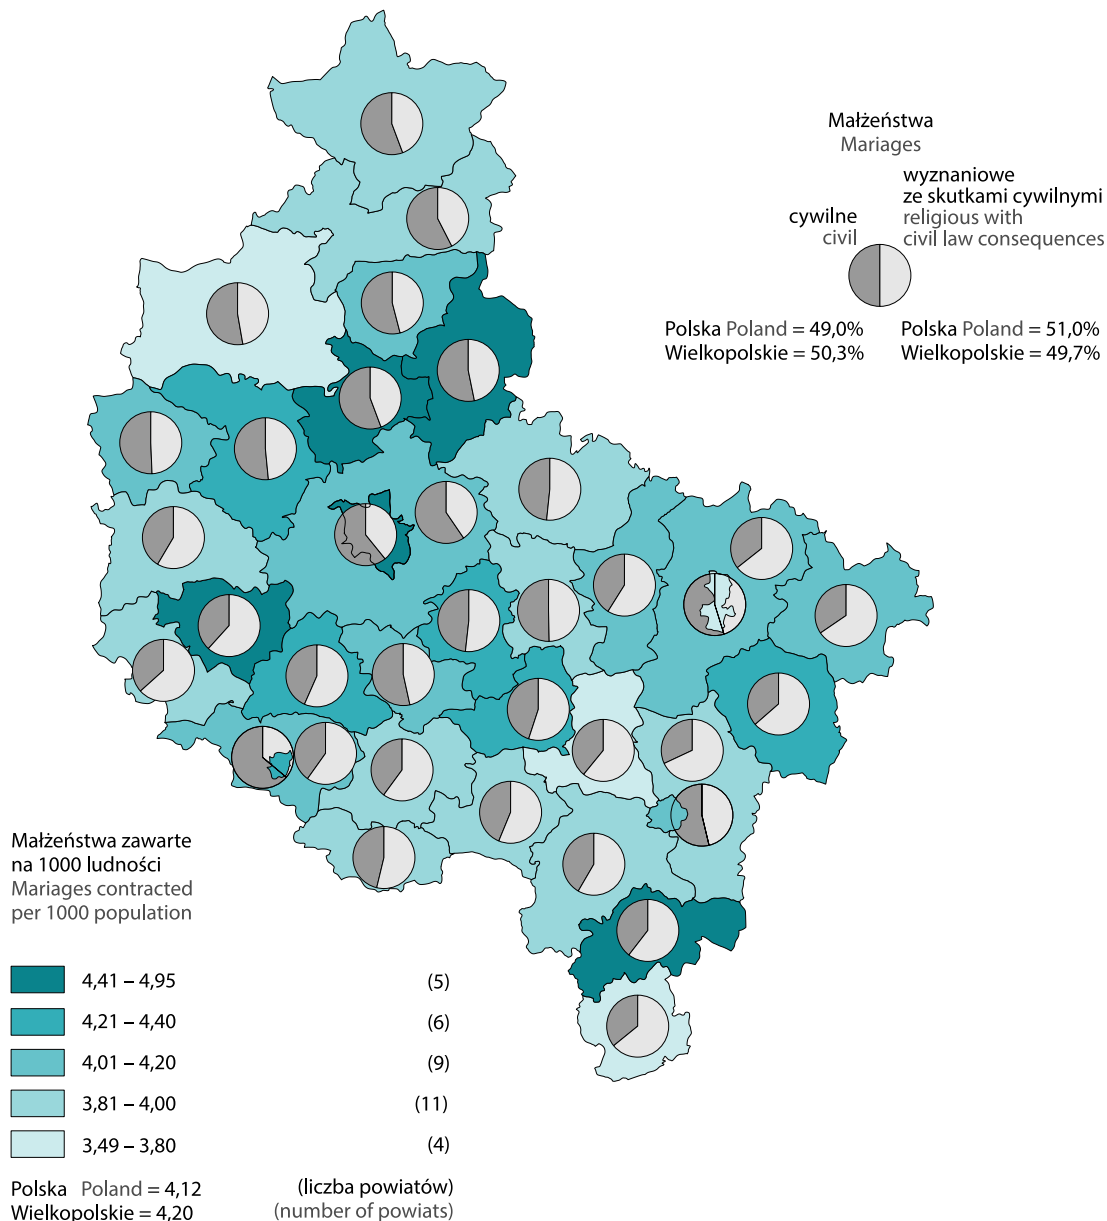 Małżeństwa
Mariages
cywilne
civil
wyznaniowe
ze skutkami cywilnymi
religious with
civil law consequences
Polska Poland = 49,0%
Wielkopolskie = 50,3%
Polska Poland = 51,0%
Wielkopolskie = 49,7%
Małżeństwa zawarte
na 1000 ludności
Mariages contracted
per 1000 population
4,41 – 4,95 (5)
4,21 – 4,40 (6)
4,01 – 4,20 (9)
3,81 – 4,00 (11)
3,49 – 3,80 (4)
Polska Poland = 4,12
Wielkopolskie = 4,20
(liczba powiatów)
(number of powiats)